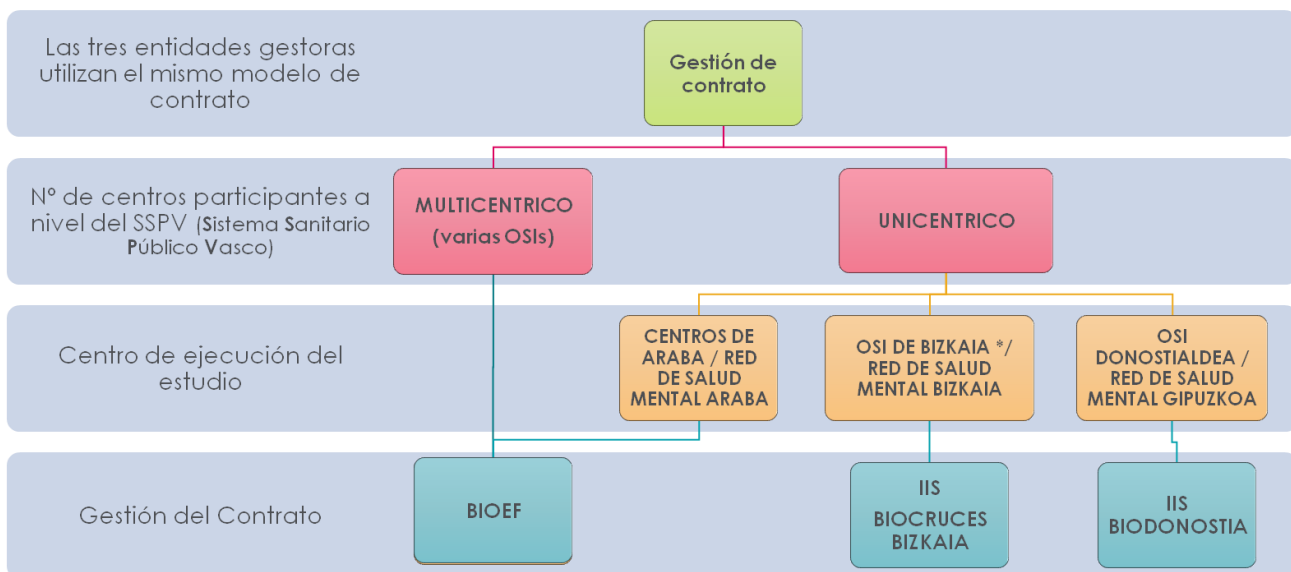 Las tres entidades gestoras
utilizan el mismo modelo de
contrato
Gestión de
contrato
Nº de centros participantes a
nivel del SSPV (Sistema Sanitario
Público Vasco)
MULTICENTRICO
(varias OSIs)
UNICENTRICO
Centro de ejecución del
estudio
CENTROS DE
ARABA / RED
DE SALUD
MENTAL ARABA
OSI DE BIZKAIA */
RED DE SALUD
MENTAL BIZKAIA
OSI
DONOSTIALDEA /
RED DE SALUD
MENTAL GIPUZKOA
Gestión del Contrato
BIOEF
IIS
BIOCRUCES
BIZKAIA
IIS
BIODONOSTIA